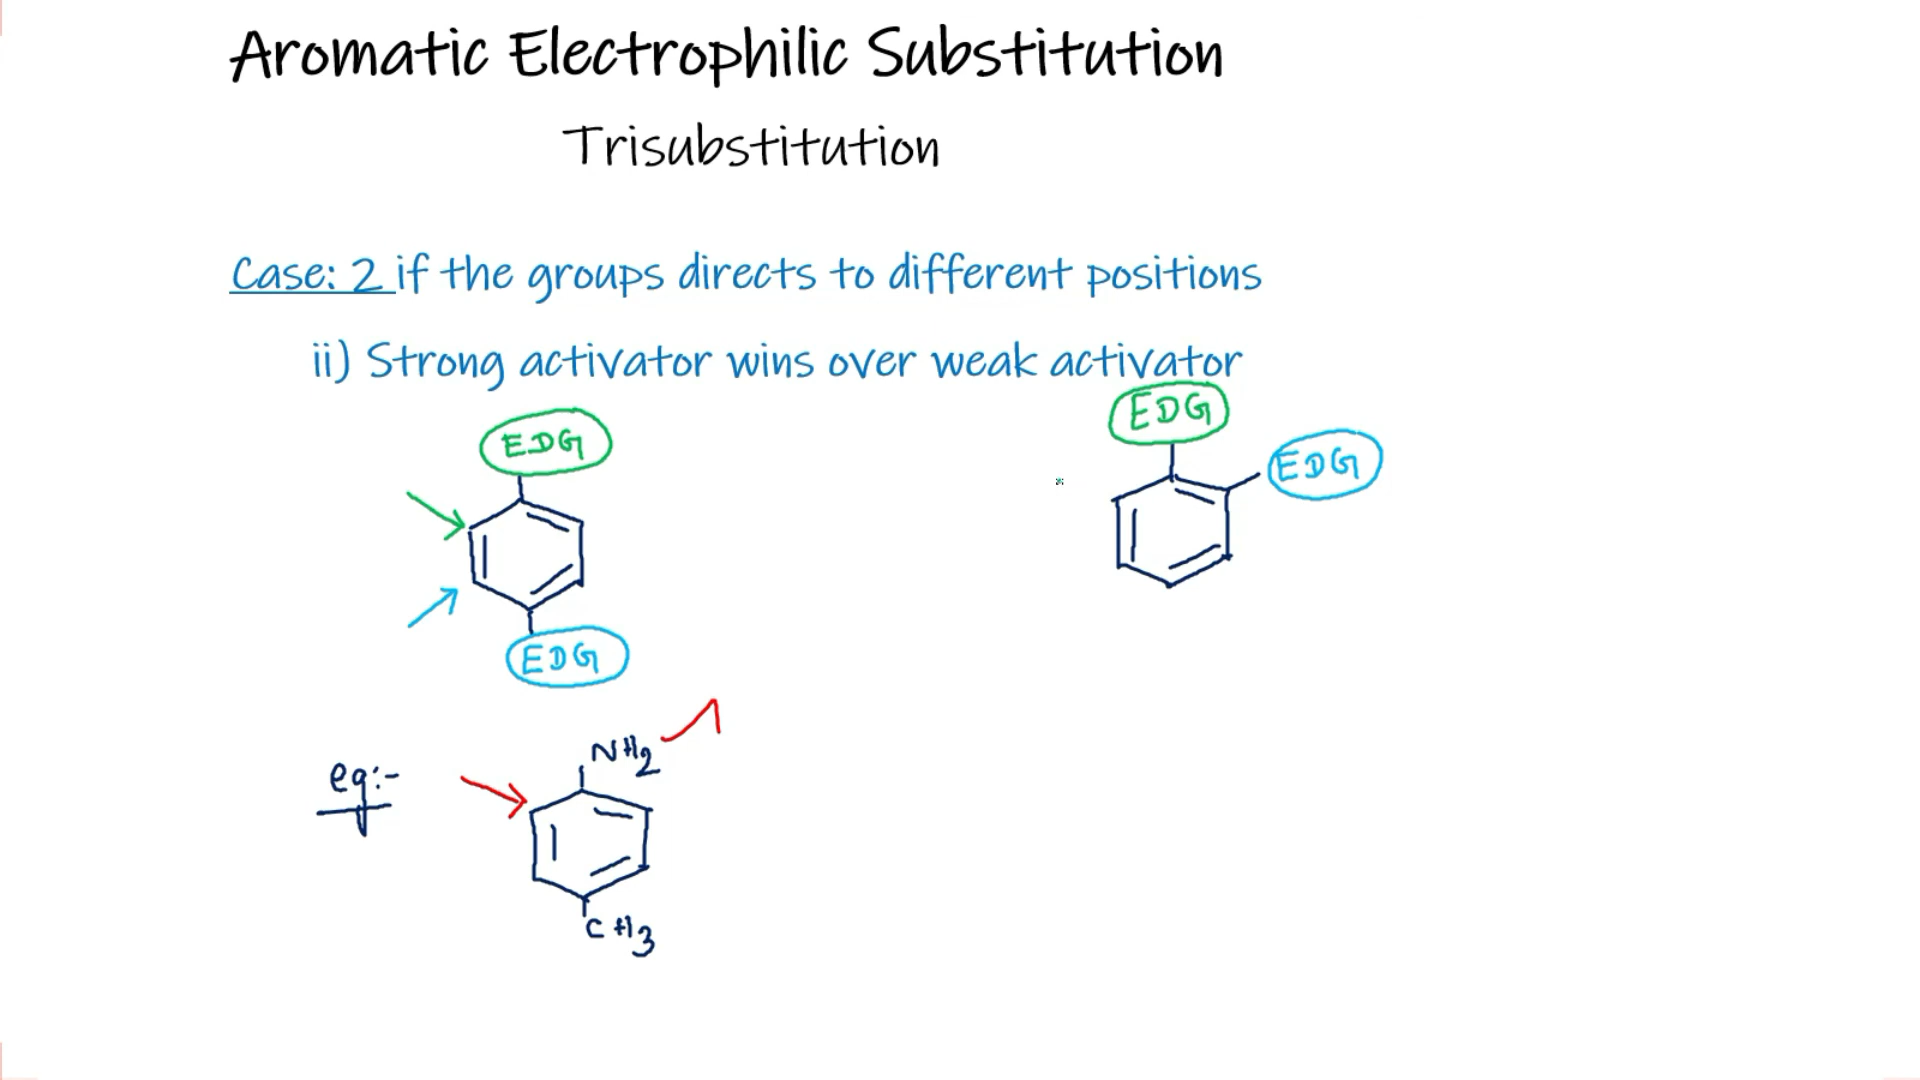 Aromatic Electrophilic Substitution
Trisubstitution
Case: 2 if the groups directs to different positions
ii) Strong activator wins over weak activator
EDG
EDG
EDG
EDG
eg:-
NH2
CH3